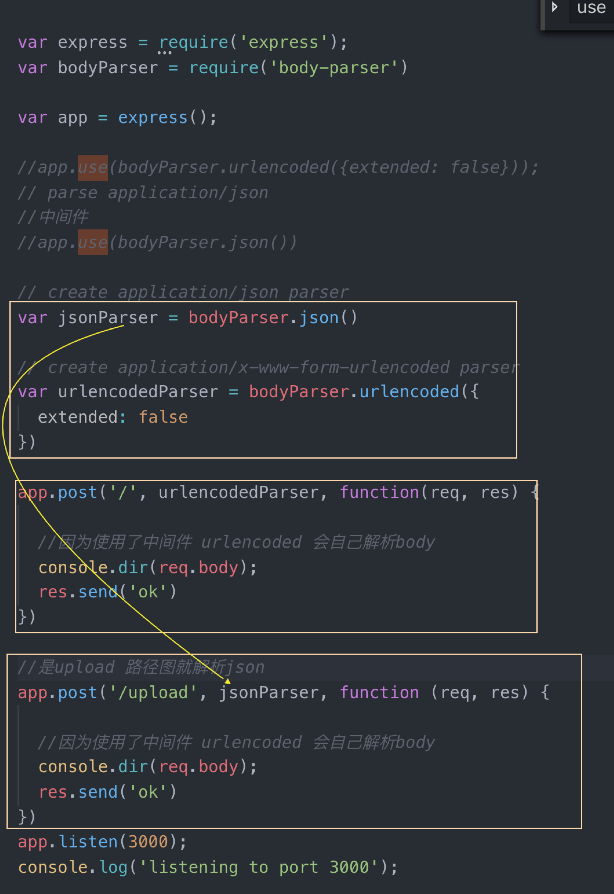 use
var express = require('express');
var bodyParser = require('body-parser')
var app = express();
//app.use(bodyParser.urlencoded({extended: false}));
// parse application/json
//中间件
//app.use(bodyParser.json())
// create application/json parser
var jsonParser = bodyParser.json()
// create application/x-www-form-urlencoded parser
var urlencodedParser = bodyParser.urlencoded({
extended: false
})
app.post('/', urlencodedParser, function(req, res) {
//因为使用了中间件 urlencoded 会自己解析body
console.dir(req.body);
res.send('ok')
})
//是upload 路径图就解析json
app.post('/upload', jsonParser, function (req, res) {
//因为使用了中间件 urlencoded 会自己解析body
console.dir(req.body);
res.send('ok')
})
app.listen(3000);
console.log('listening to port 3000');